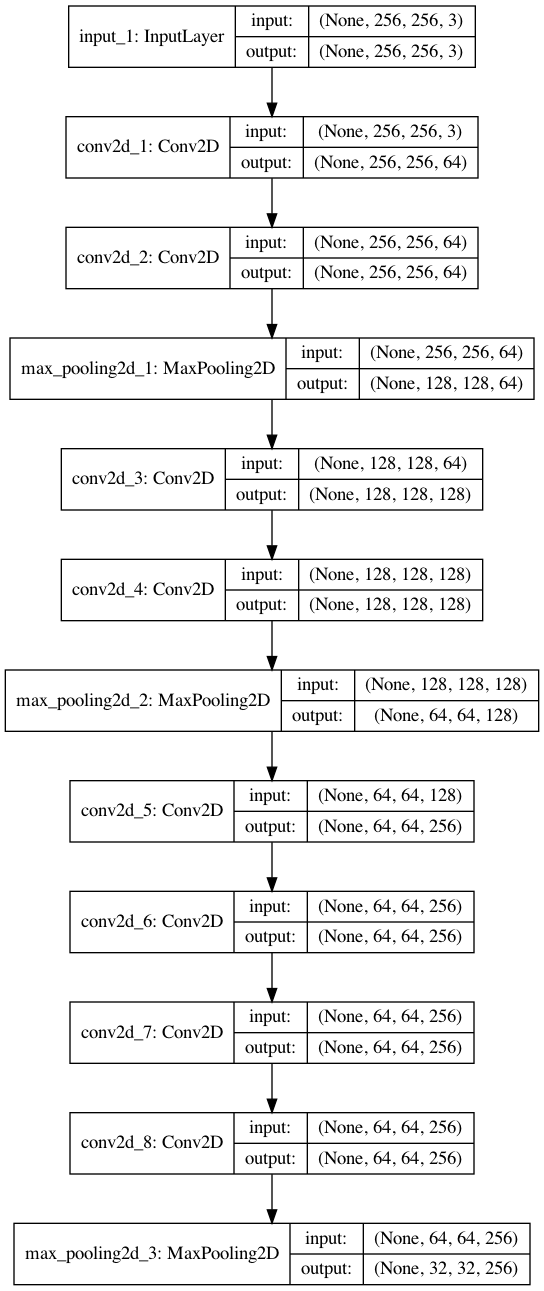 input_1: InputLayer
input:
(None, 256, 256, 3)
output:
(None, 256, 256, 3)
conv2d_1: Conv2D
input:
(None, 256, 256, 3)
output:
(None, 256, 256, 64)
conv2d_2: Conv2D
input:
(None, 256, 256, 64)
output:
(None, 256, 256, 64)
max_pooling2d_1: MaxPooling2D
input:
(None, 256, 256, 64)
output:
(None, 128, 128, 64)
conv2d_3: Conv2D
input:
(None, 128, 128, 64)
output:
(None, 128, 128, 128)
conv2d_4: Conv2D
input:
(None, 128, 128, 128)
output:
(None, 128, 128, 128)
max_pooling2d_2: MaxPooling2D
input:
(None, 128, 128, 128)
output:
(None, 64, 64, 128)
conv2d_5: Conv2D
input:
(None, 64, 64, 128)
output:
(None, 64, 64, 256)
conv2d_6: Conv2D
input:
(None, 64, 64, 256)
output:
(None, 64, 64, 256)
conv2d_7: Conv2D
input:
(None, 64, 64, 256)
output:
(None, 64, 64, 256)
conv2d_8: Conv2D
input:
(None, 64, 64, 256)
output:
(None, 64, 64, 256)
max_pooling2d_3: MaxPooling2D
input:
(None, 64, 64, 256)
output:
(None, 32, 32, 256)